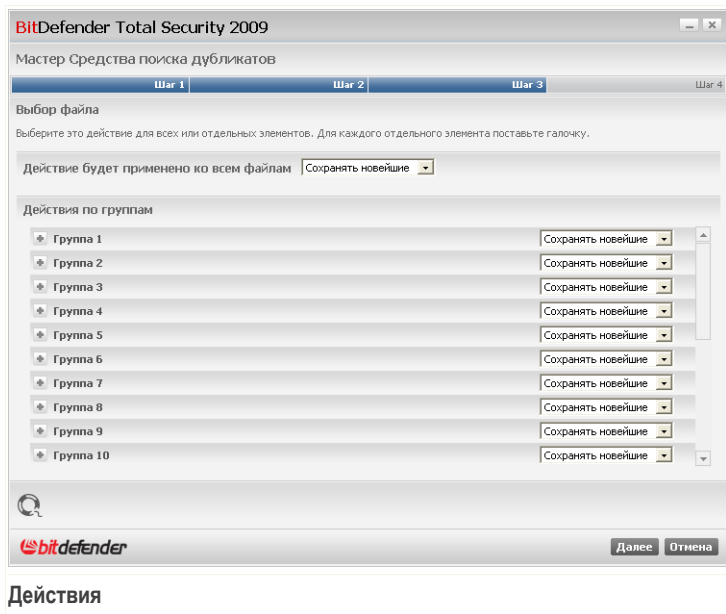 BitDefender Total Security 2009
Мастер Средства поиска дубликатов
Шаг 1 Шаг 2 Шаг 3 Шаг 4
Выбор файла
Выберите это действие для всех или отдельных элементов. Для каждого отдельного элемента поставьте галочку.
Действие будет применено ко всем файлам Сохранять новейшие
Действия по группам
Группа 1 Сохранять новейшие
Группа 2 Сохранять новейшие
Группа 3 Сохранять новейшие
Группа 4 Сохранять новейшие
Группа 5 Сохранять новейшие
Группа 6 Сохранять новейшие
Группа 7 Сохранять новейшие
Группа 8 Сохранять новейшие
Группа 9 Сохранять новейшие
Группа 10 Сохранять новейшие
bitdefender Далее Отмена
Действия